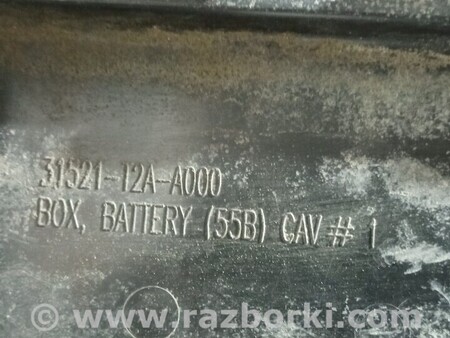 31521-T2A-A000
BOX, BATTERY (55B) CAV # 1
www.razborki.com